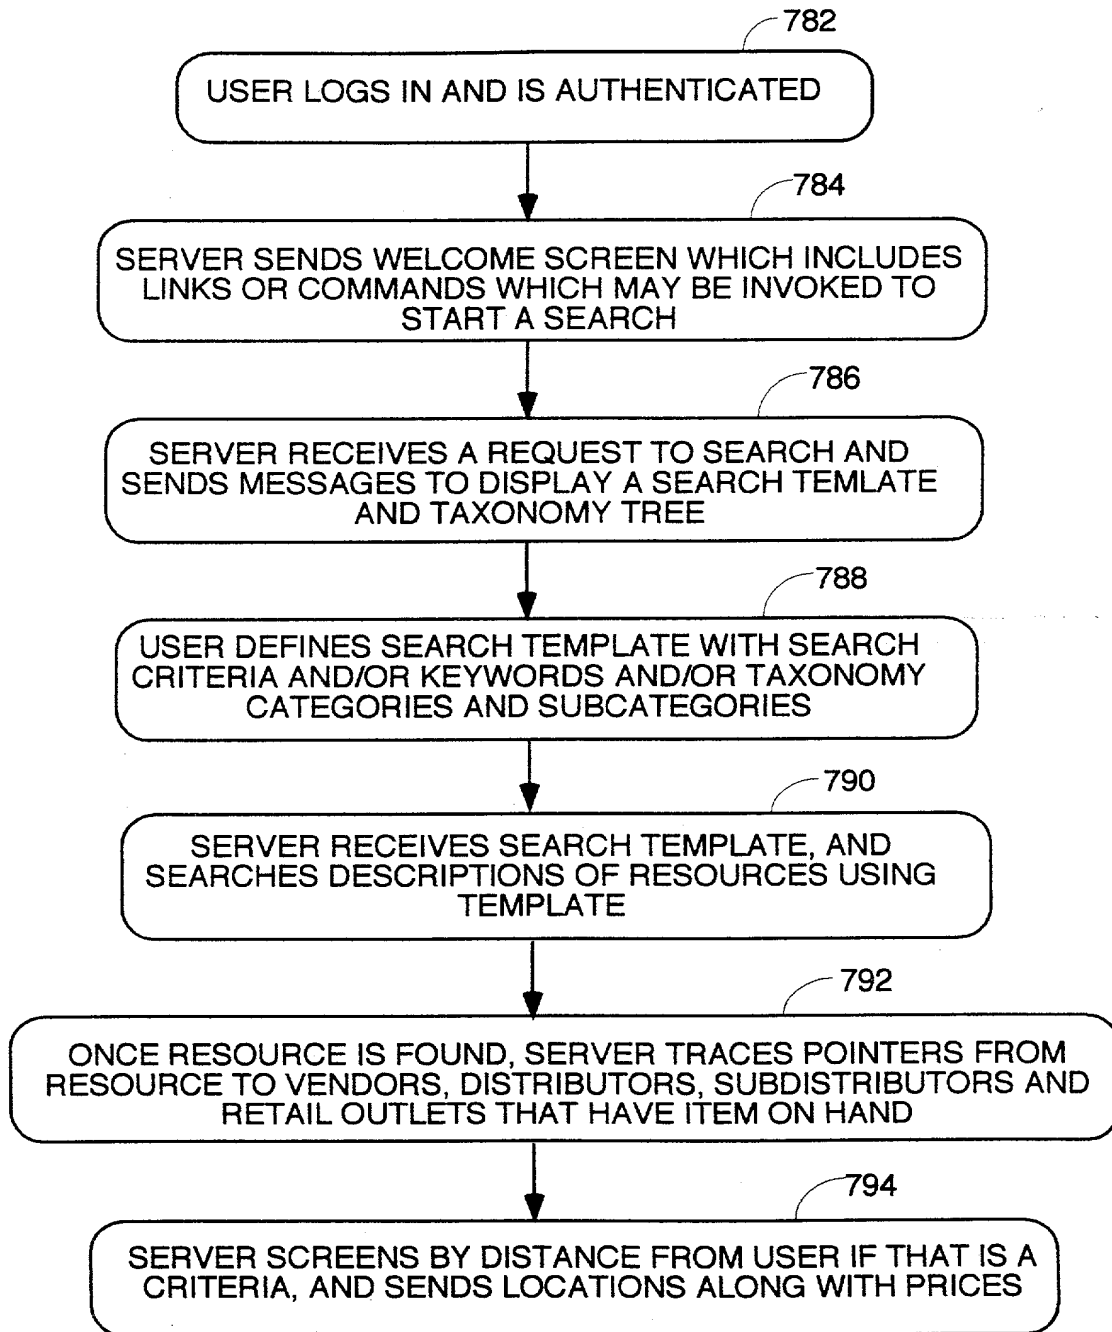 782
USER LOGS IN AND IS AUTHENTICATED
784
SERVER SENDS WELCOME SCREEN WHICH INCLUDES
LINKS OR COMMANDS WHICH MAY BE INVOKED TO
START A SEARCH
786
SERVER RECEIVES A REQUEST TO SEARCH AND
SENDS MESSAGES TO DISPLAY A SEARCH TEMLATE
AND TAXONOMY TREE
788
USER DEFINES SEARCH TEMPLATE WITH SEARCH
CRITERIA AND/OR KEYWORDS AND/OR TAXONOMY
CATEGORIES AND SUBCATEGORIES
790
SERVER RECEIVES SEARCH TEMPLATE, AND
SEARCHES DESCRIPTIONS OF RESOURCES USING
TEMPLATE
792
ONCE RESOURCE IS FOUND, SERVER TRACES POINTERS FROM
RESOURCE TO VENDORS, DISTRIBUTORS, SUBDISTRIBUTORS AND
RETAIL OUTLETS THAT HAVE ITEM ON HAND
794
SERVER SCREENS BY DISTANCE FROM USER IF THAT IS A
CRITERIA, AND SENDS LOCATIONS ALONG WITH PRICES